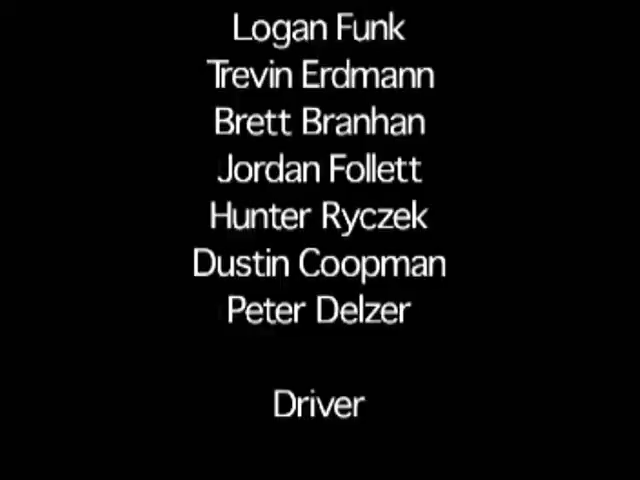 Logan Funk
Trevin Erdmann
Brett Branhan
Jordan Follett
Hunter Ryczek
Dustin Coopman
Peter Delzer
Driver